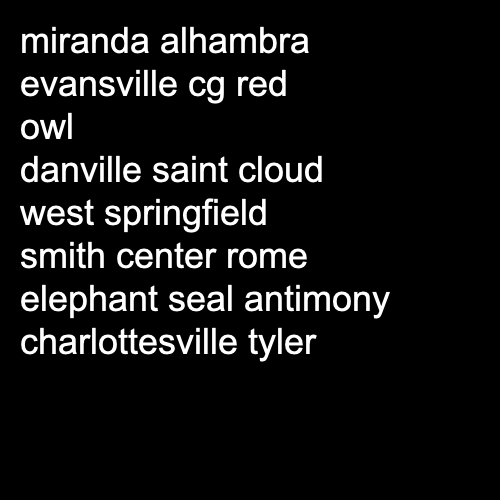 miranda alhambra
evansville cg red
owl
danville saint cloud
west springfield
smith center rome
elephant seal antimony
charlottesville tyler